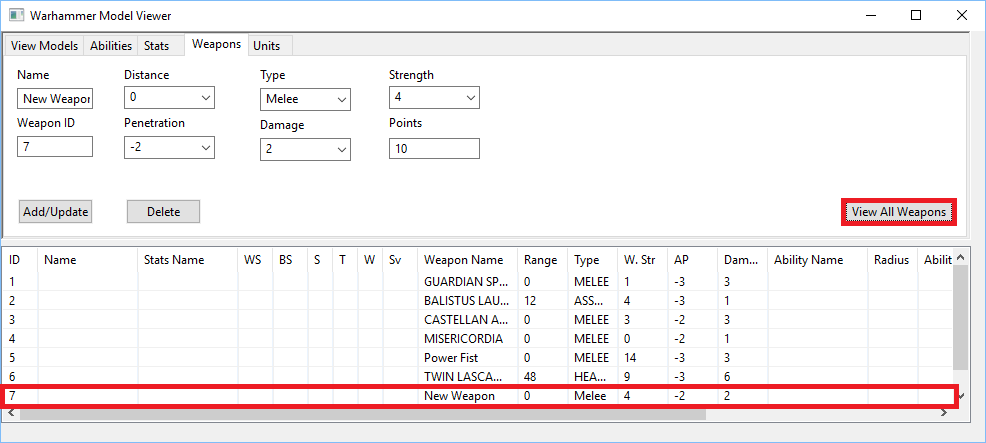 Warhammer Model Viewer
View Models Abilities Stats Weapons Units
Name Distance Type Strength
New Weapon 0 Melee 4
Weapon ID Penetration Damage Points
7 -2 2 10
Add/Update Delete View All Weapons
ID Name Stats Name WS BS S T W Sv Weapon Name Range Type W. Str AP Dam... Ability Name Radius Abilit
1 GUARDIAN SP... 0 MELEE 1 -3 3
2 BALISTUS LAU... 12 ASS... 4 -3 1
3 CASTELLAN A... 0 MELEE 3 -2 3
4 MISERICORDIA 0 MELEE 0 -2 1
5 Power Fist 0 MELEE 14 -3 3
6 TWIN LASCA... 48 HEA... 9 -3 6
7 New Weapon 0 Melee 4 -2 2